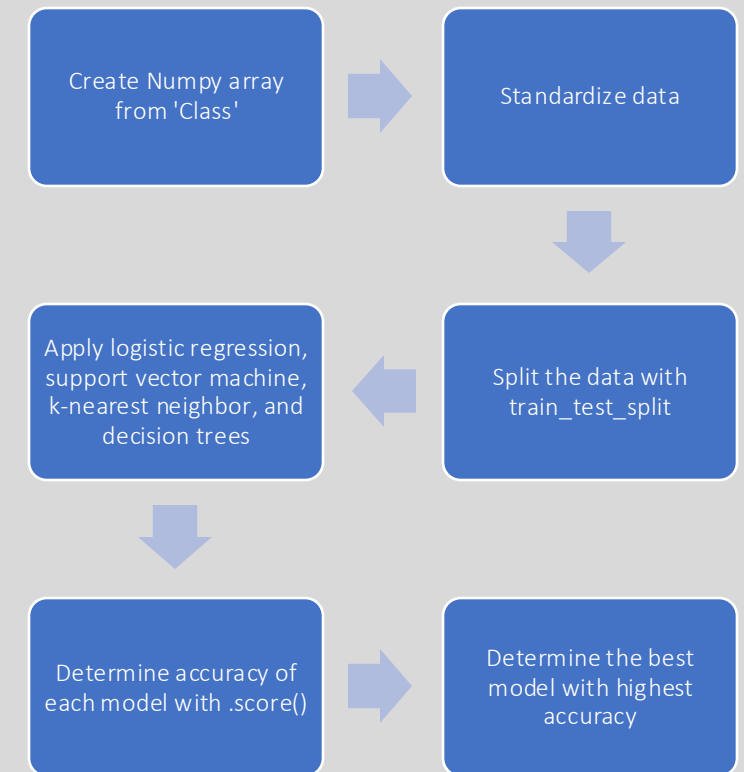 Create Numpy array
from 'Class'
Standardize data
Split the data with
train_test_split
Apply logistic regression,
support vector machine,
k-nearest neighbor, and
decision trees
Determine accuracy of
each model with .score()
Determine the best
model with highest
accuracy